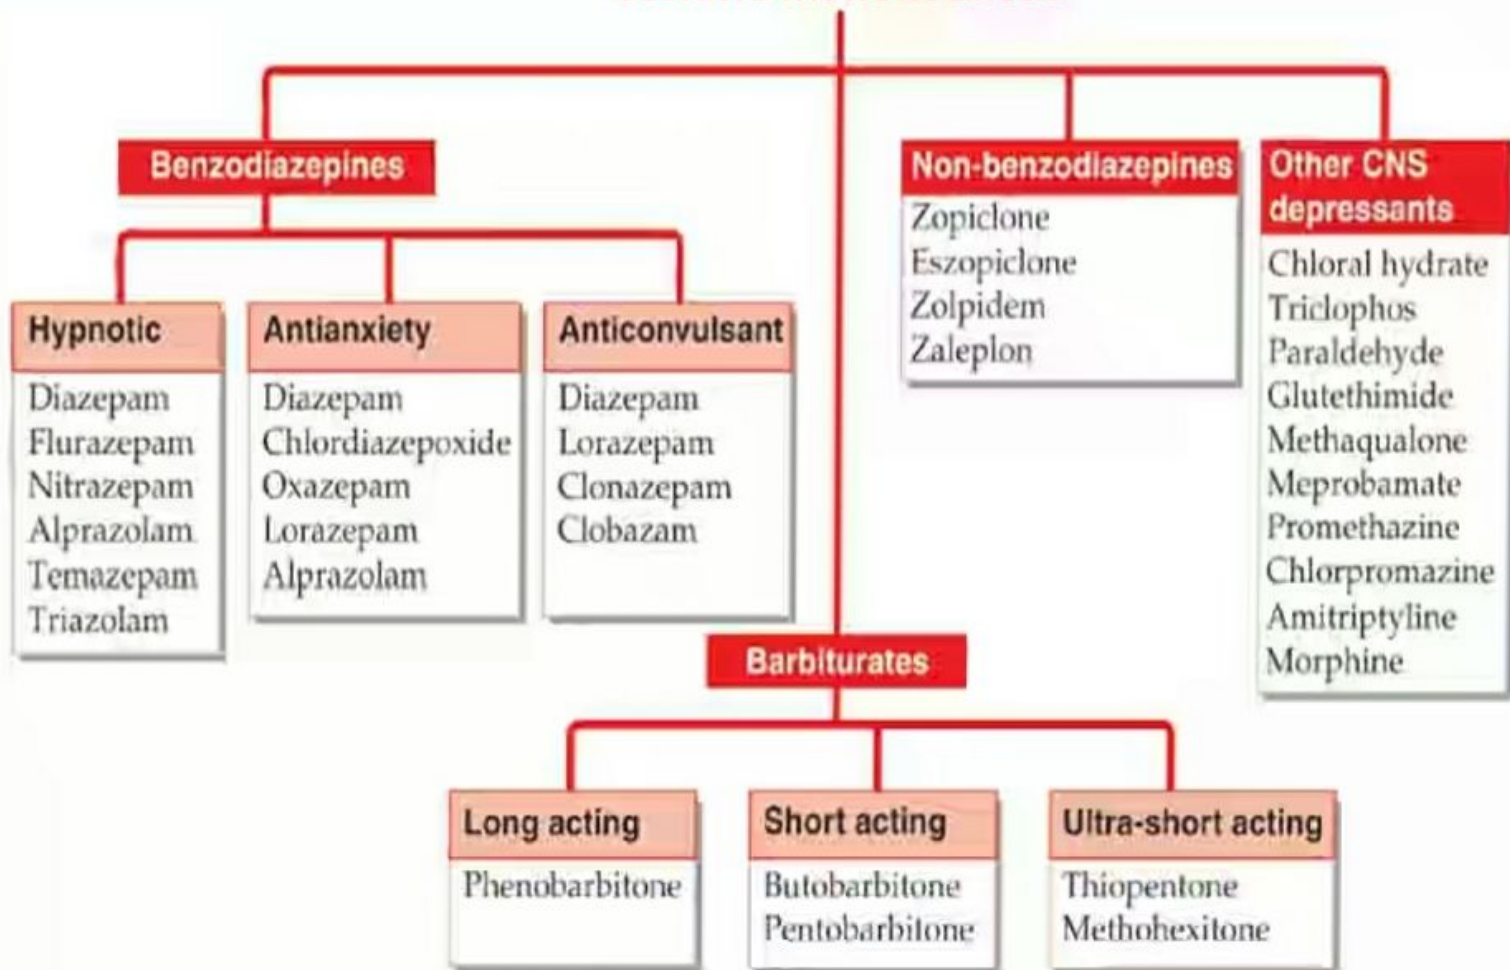 Benzodiazepines
Hypnotic
Diazepam
Flurazepam
Nitrazepam
Alprazolam
Temazepam
Triazolam
Antianxiety
Diazepam
Chlordiazepoxide
Oxazepam
Lorazepam
Alprazolam
Anticonvulsant
Diazepam
Lorazepam
Clonazepam
Clobazam
Non-benzodiazepines
Zopiclone
Eszopiclone
Zolpidem
Zaleplon
Other CNS
depressants
Chloral hydrate
Triclophos
Paraldehyde
Glutethimide
Methaqualone
Meprobamate
Promethazine
Chlorpromazine
Amitriptyline
Morphine
Barbiturates
Long acting
Phenobarbitone
Short acting
Butobarbitone
Pentobarbitone
Ultra-short acting
Thiopentone
Methohexitone